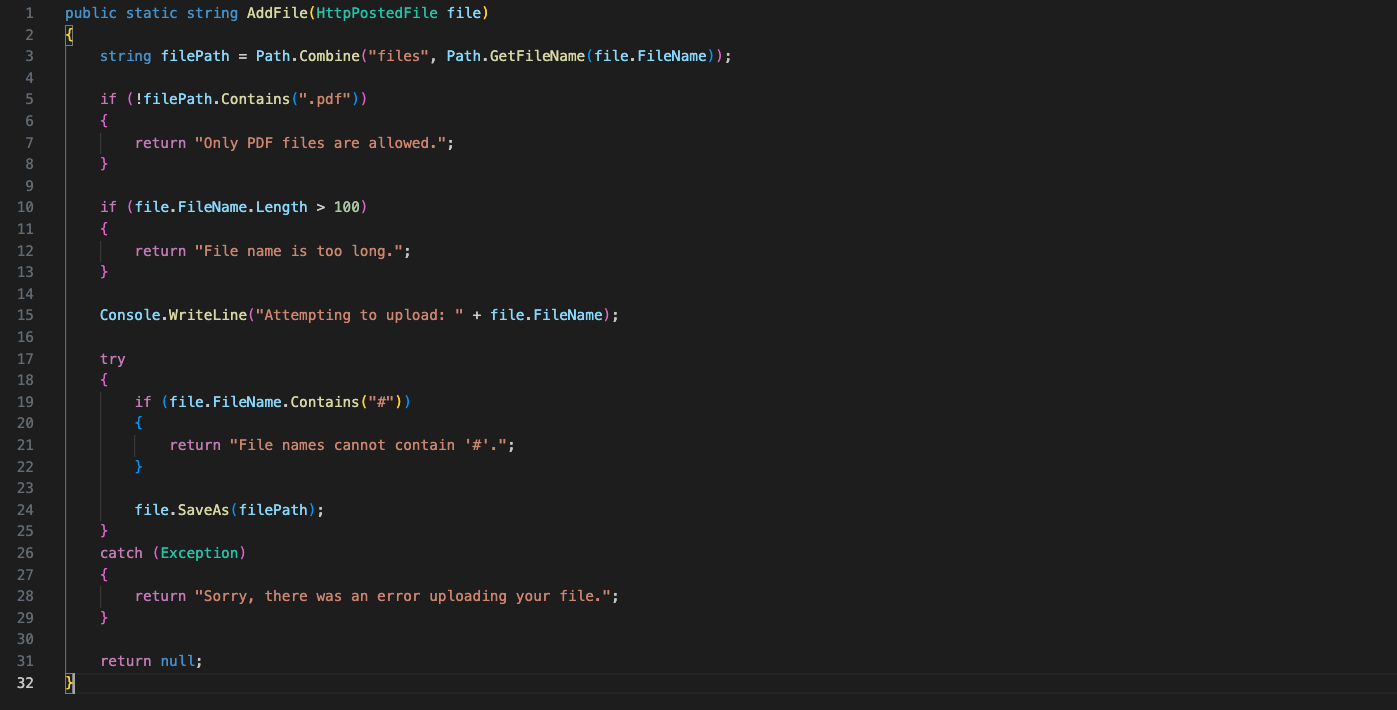 1 public static string AddFile(HttpPostedFile file)
2 {
3 string filePath = Path.Combine("files", Path.GetFileName(file.FileName));
4
5 if (!filePath.Contains(".pdf"))
6 {
7 return "Only PDF files are allowed.";
8 }
9
10 if (file.FileName.Length > 100)
11 {
12 return "File name is too long.";
13 }
14
15 Console.WriteLine("Attempting to upload: " + file.FileName);
16
17 try
18 {
19 if (file.FileName.Contains("#"))
20 {
21 return "File names cannot contain '#'.";
22 }
23
24 file.SaveAs(filePath);
25 }
26 catch (Exception)
27 {
28 return "Sorry, there was an error uploading your file.";
29 }
30
31 return null;
32 }